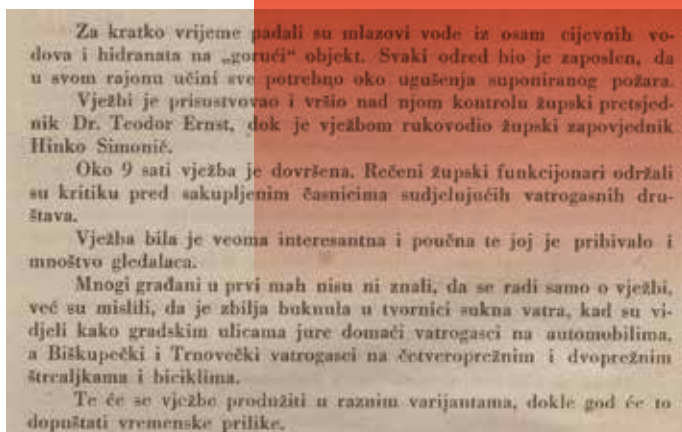 Za kratko vrijeme padali su mlazovi vode iz osam cijevnih vo-
dova i hidranata na „gorući“ objekt. Svaki odred bio je zaposlen, da
u svom rajonu učini sve potrebno oko ugušenja suponiranog požara.
Vježbi je prisustvovao i vršio nad njom kontrolu župski pretsjed-
nik Dr. Teodor Ernst, dok je vježbom rukovodio župski zapovjednik
Hinko Simonič.
Oko 9 sati vježba je dovršena. Rečeni župski funkcijonari održali
su kritiku pred sakupljenim časnicima sudjelujućih vatrogasnih dru-
štava.
Vježba bila je veoma interesantna i poučna te joj je pribivalo i
mnoštvo gledalaca.
Mnogi građani u prvi mah nisu ni znali, da se radi samo o vježbi,
već su mislili, da je zbilja buknula u tvornici sukna vatra, kad su vi-
djeli kako gradskim ulicama jure domaći vatrogasci na automobilima,
a Biškupečki i Trnovečki vatrogasci na četveroprežnim i dvoprežnim
štrcaljkama i biciklima.
Te će se vježbe produžiti u raznim varijantama, dokle god će to
dopuštati vremenske prilike.